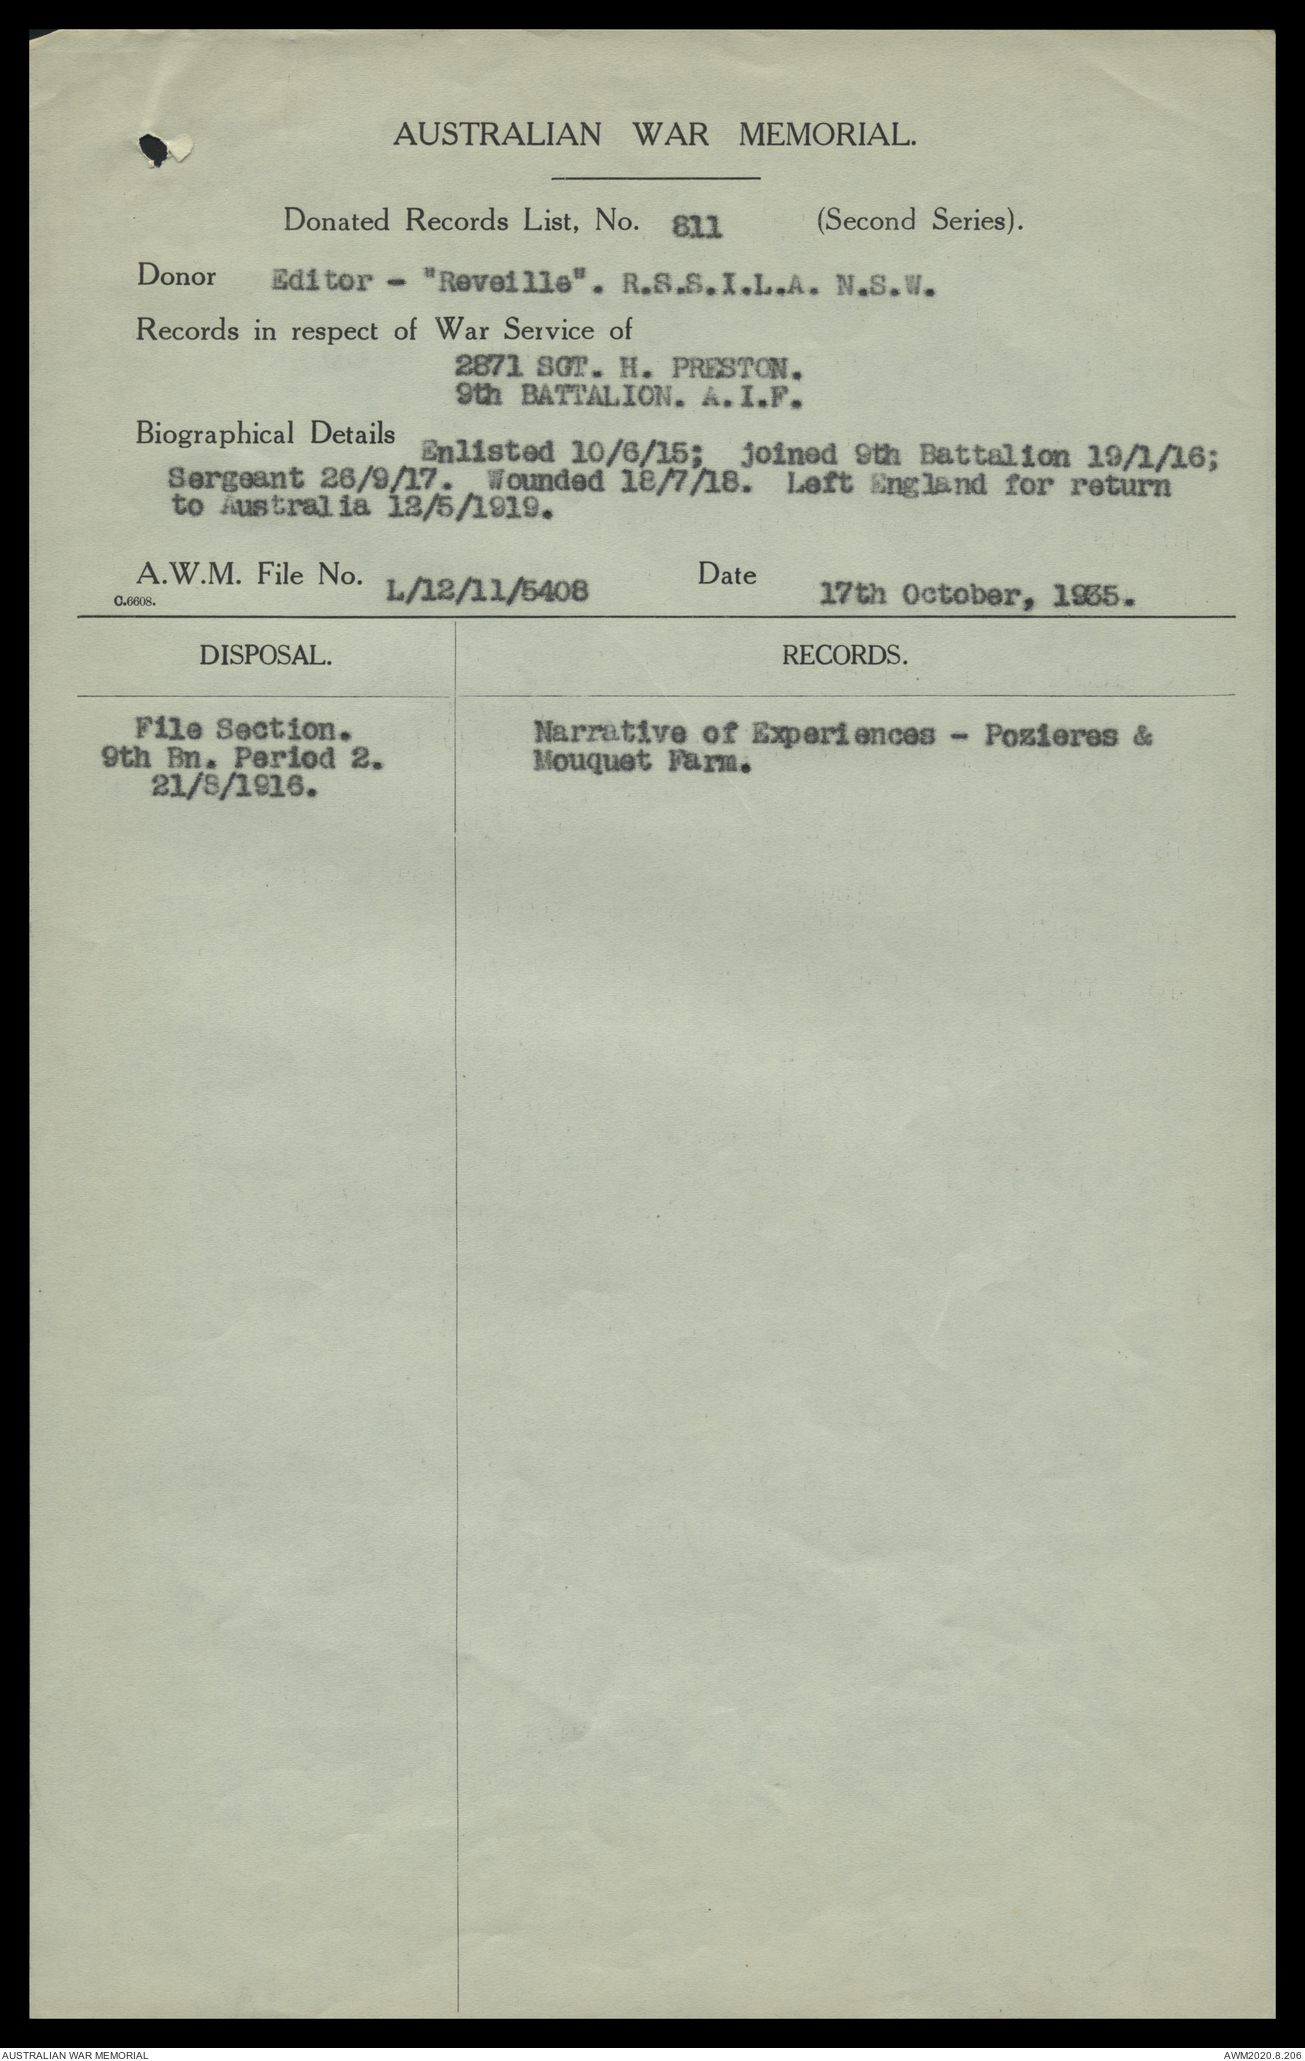 AUSTRALIAN WAR MEMORIAL.
Donated Records List, No. 811 (Second Series).
Donor Editor - "Reveille". R.S.S.I.L.A. N.S.W.
Records in respect of War Service of
2871 SGT. H. PRESTON.
9th BATTALION. A.I.F.
Biographical Details Enlisted 10/6/15; joined 9th Battalion 19/1/16;
Sergeant 26/9/17. Wounded 18/7/18. Left England for return
to Australia 12/5/1919.
A.W.M. File No. L/12/11/5408 Date 17th October, 1935.
C.6608.
DISPOSAL. RECORDS.
File Section. Narrative of Experiences - Pozieres &
9th Bn. Period 2. Mouquet Farm.
21/8/1916.
AUSTRALIAN WAR MEMORIAL AWM2020.8.206